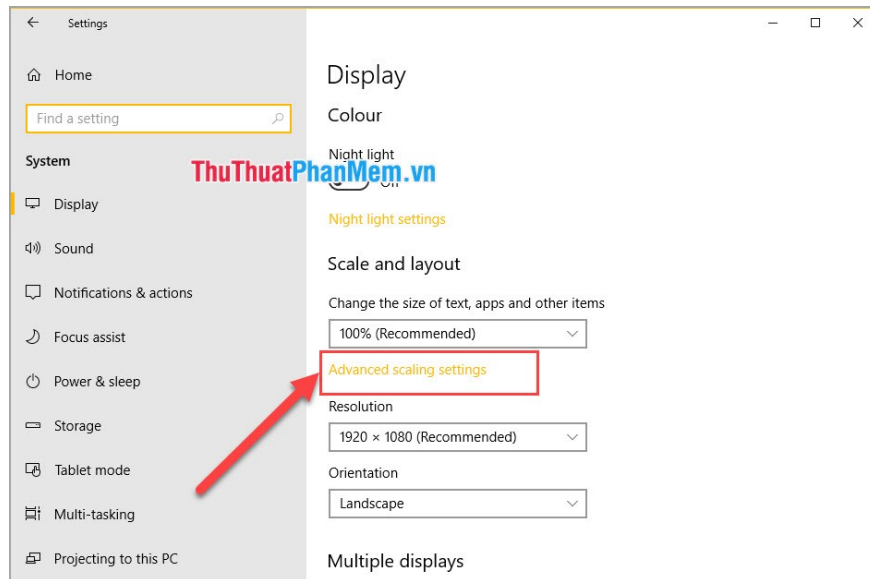 Settings
Home
Find a setting
System
Display
Sound
Notifications & actions
Focus assist
Power & sleep
Storage
Tablet mode
Multi-tasking
Projecting to this PC
Display
Colour
Night light
ThuThuatPhanMem.vn
Off
Night light settings
Scale and layout
Change the size of text, apps and other items
100% (Recommended)
Advanced scaling settings
Resolution
1920 × 1080 (Recommended)
Orientation
Landscape
Multiple displays